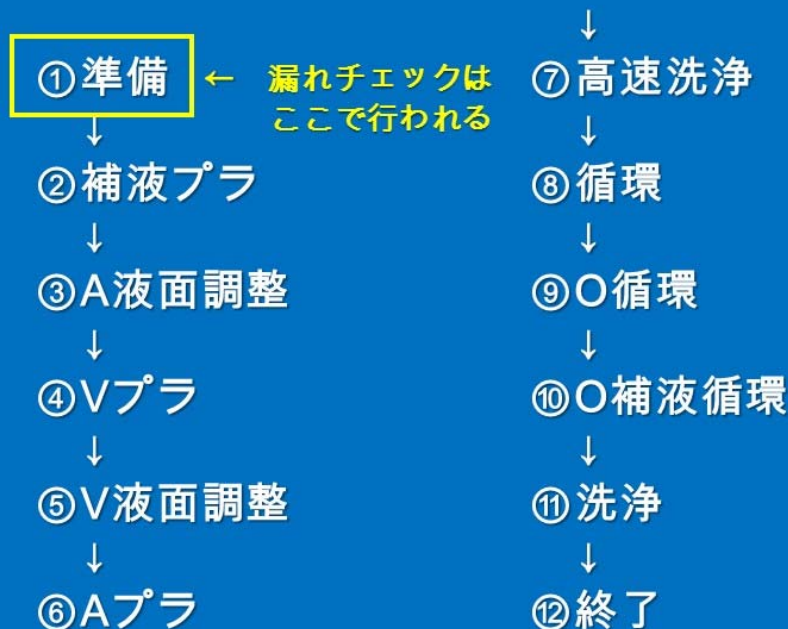 ①準備 ← 漏れチェックは
ここで行われる
↓
②補液プラ
↓
③A液面調整
↓
④Vプラ
↓
⑤V液面調整
↓
⑥Aプラ
↓
⑦高速洗浄
↓
⑧循環
↓
⑨O循環
↓
⑩O補液循環
↓
⑪洗浄
↓
⑫終了